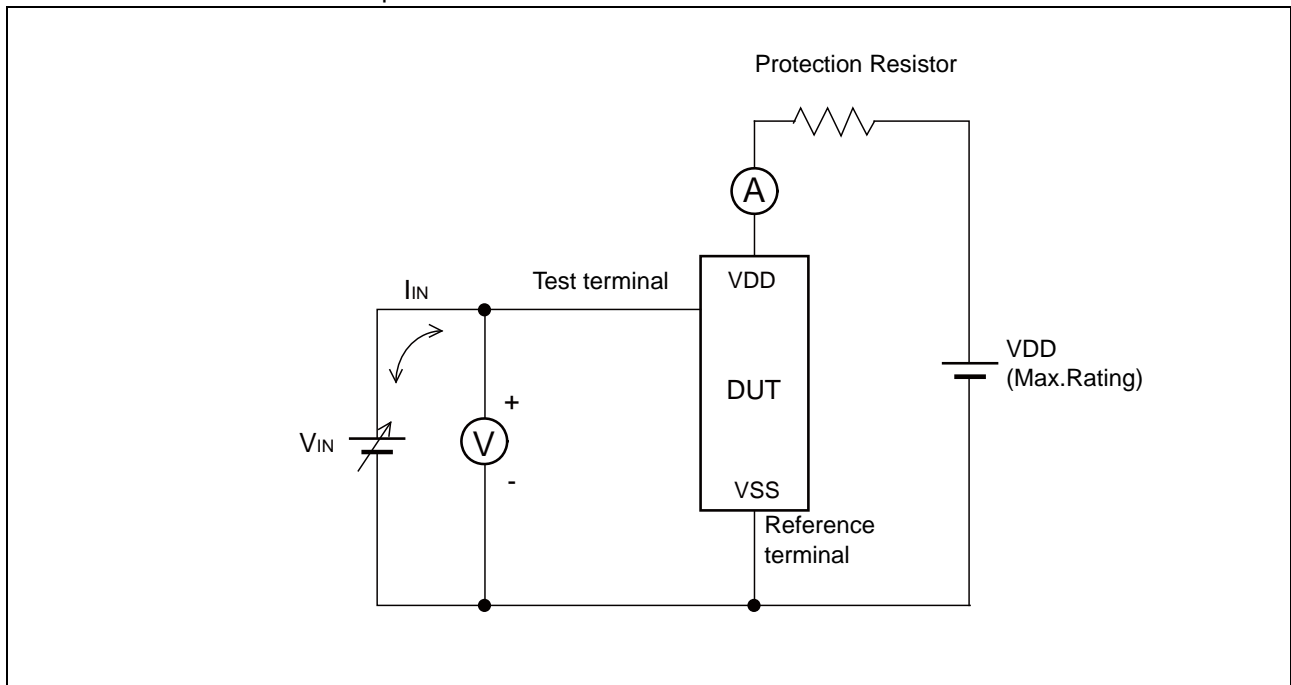 Protection Resistor
A
Test terminal
VDD
IIN
VDD
(Max.Rating)
DUT
+
VIN
V
-
VSS
Reference
terminal